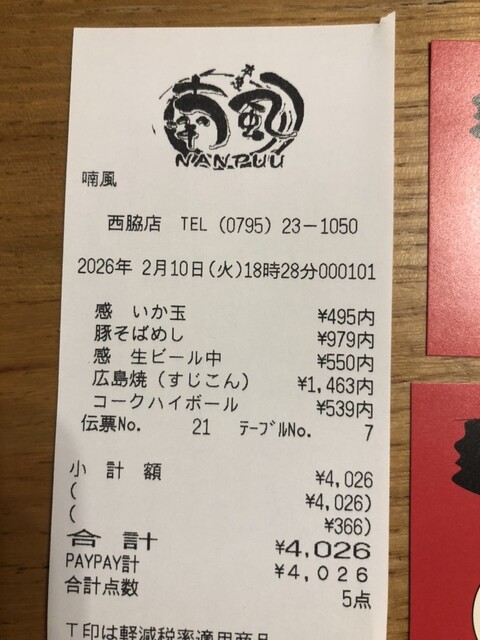 南風
NANPUU
喃風
西脇店 TEL (0795) 23-1050
2026年 2月10日(火)18時28分000101
感 いか玉 ¥495内
豚そばめし ¥979内
感 生ビール中 ¥550内
広島焼(すじこん) ¥1,463内
コークハイボール ¥539内
伝票No. 21 テーブルNo. 7
小 計 額 ¥4,026
( ¥4,026)
( ¥366)
合 計 ¥4,026
PAYPAY計 ¥4,026
合計点数 5点
T印は軽減税率適用商品